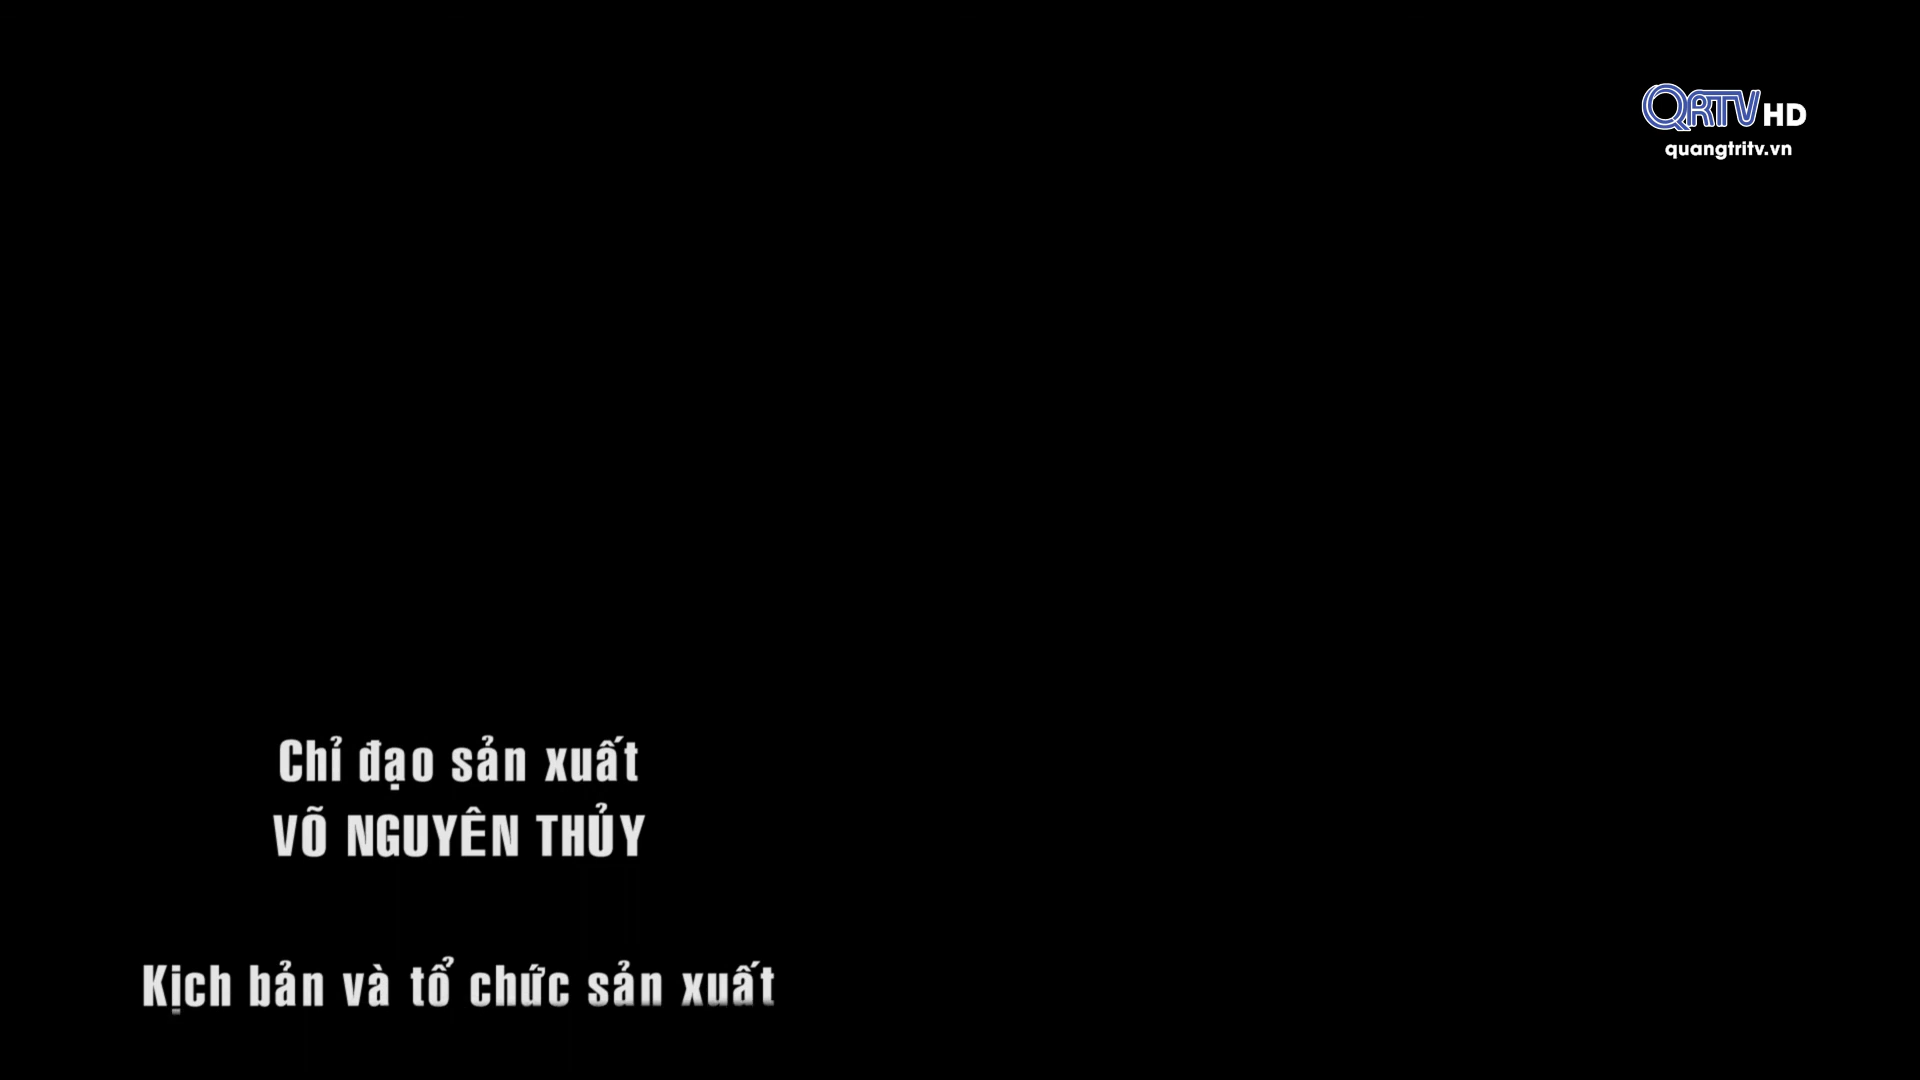 QRTV HD
quangtritv.vn
Chỉ đạo sản xuất
VÕ NGUYÊN THỦY
Kịch bản và tổ chức sản xuất